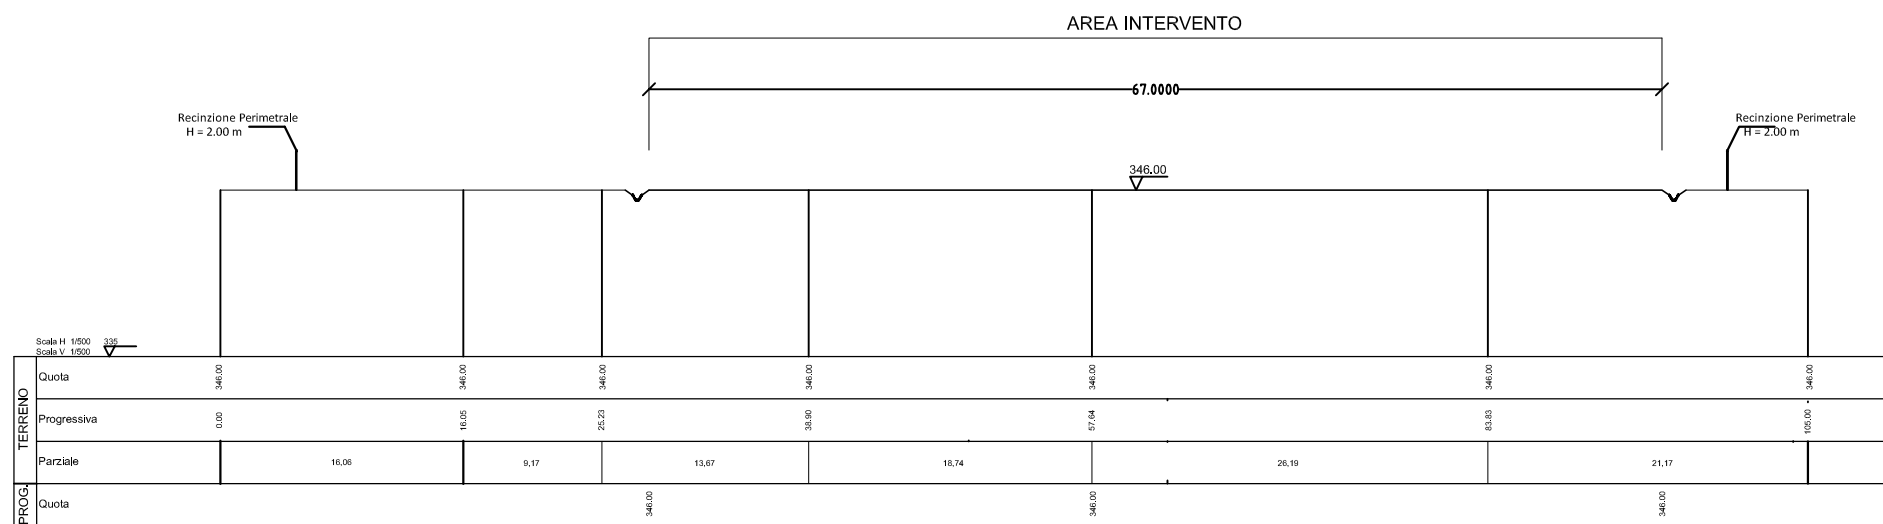 AREA INTERVENTO
67.0000
Recinzione Perimetrale
H = 2.00 m
Recinzione Perimetrale
H = 2.00 m
346.00
Scala H 1/500 335
Scala V 1/500
TERRENO
Quota 346.00 346.00 346.00 346.00 346.00 346.00 346.00
Progressiva 0.00 16.05 25.23 38.90 57.64 83.83 105.00
Parziale 16,06 9,17 13,67 18,74 26,19 21,17
PROG.
Quota 346.00 346.00 346.00